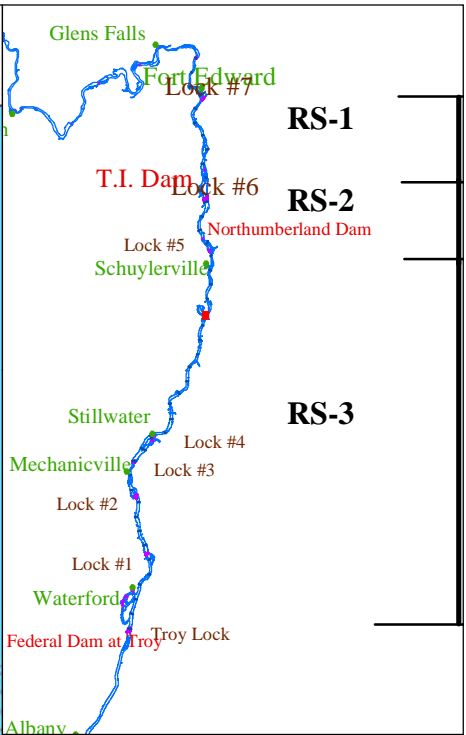 Glens Falls
Fort Edward
Lock #7
n
RS-1
T.I. Dam
Lock #6
RS-2
Northumberland Dam
Lock #5
Schuylerville
RS-3
Stillwater
Lock #4
Mechanicville
Lock #3
Lock #2
Lock #1
Waterford
Troy Lock
Federal Dam at Troy
Albany